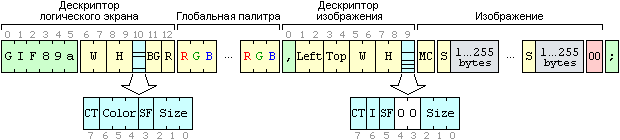 Дескриптор логического экрана Глобальная палитра Дескриптор изображения Изображение
0 1 2 3 4 5 6 7 8 9 10 11 12 0 1 2 3 4 5 6 7 8 9
G I F 8 9 a W H BG R R G B ... R G B , Left Top W H MC S 1...255 bytes ... S 1...255 bytes 00 ;
CT Color SF Size CT I SF 0 0 Size
7 6 5 4 3 2 1 0 7 6 5 4 3 2 1 0